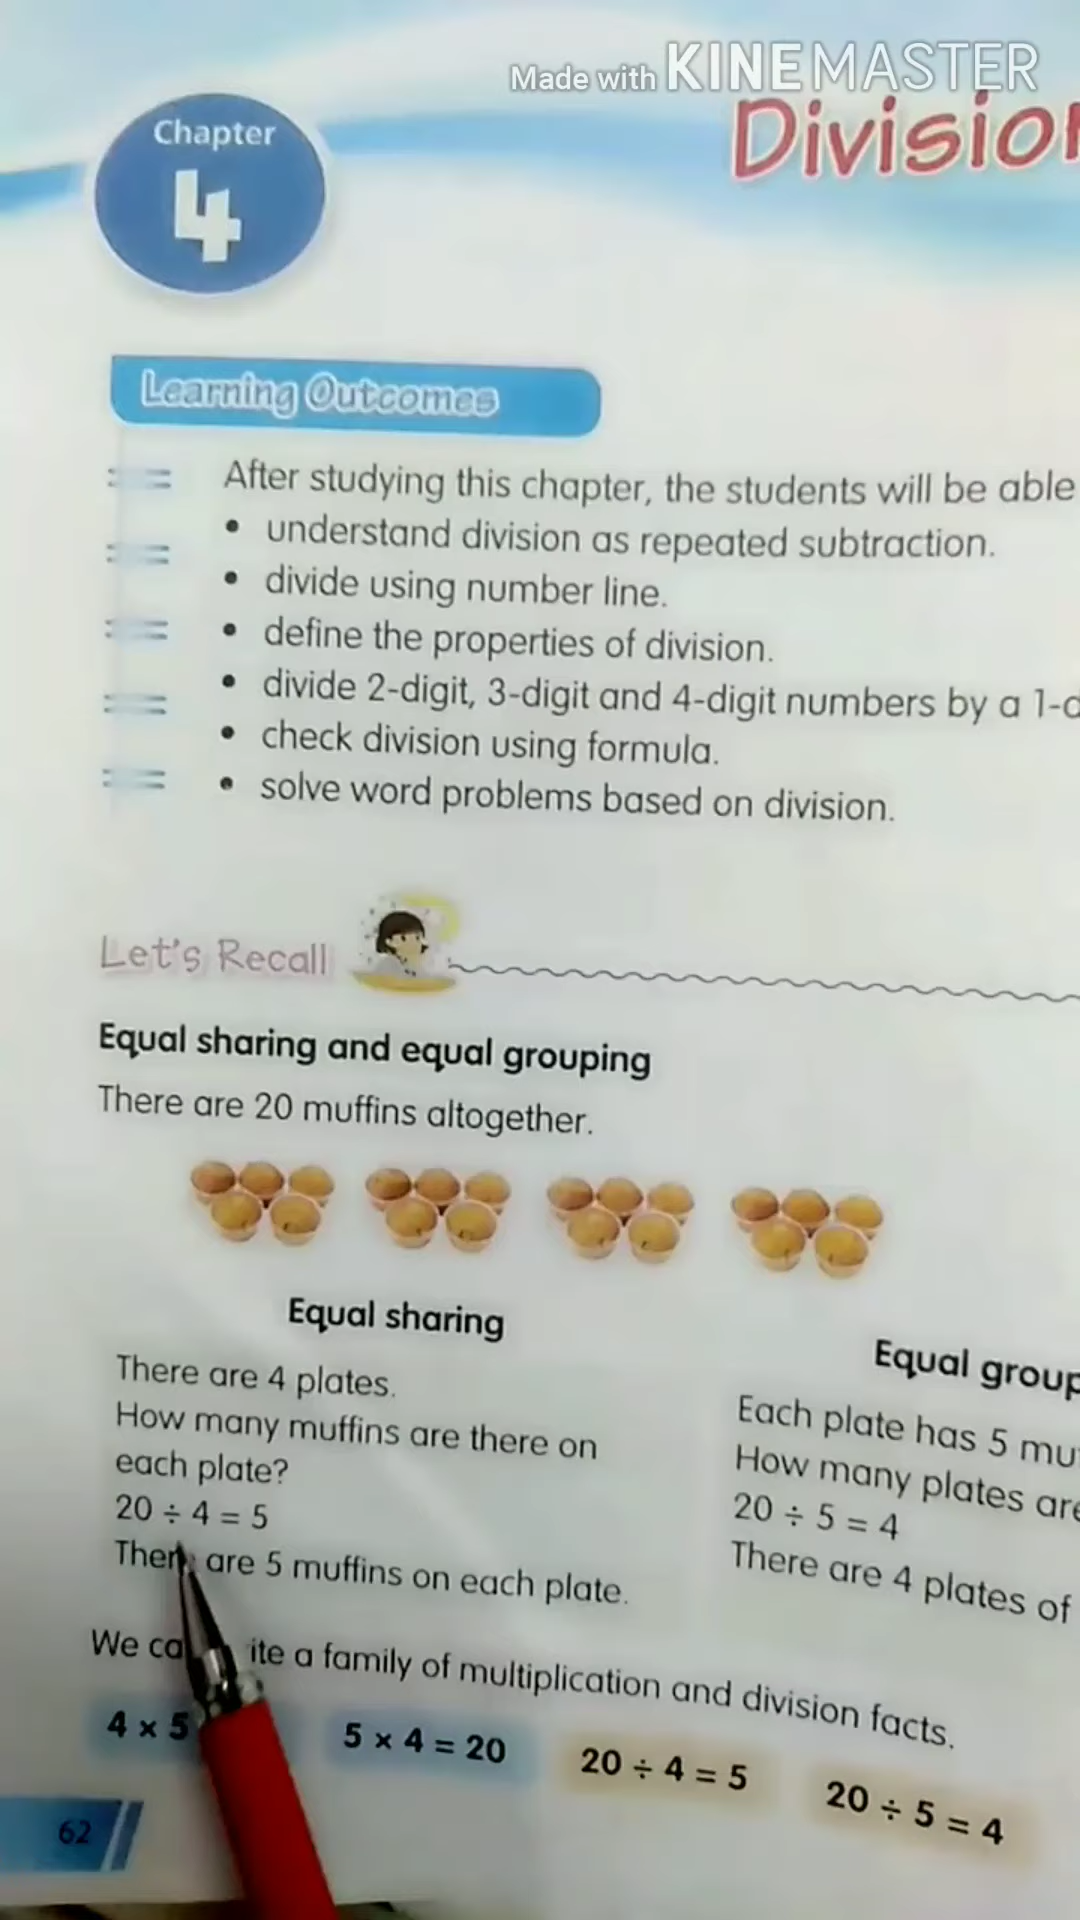 Made with KINEMASTER
Chapter
4
Division
Learning Outcomes
After studying this chapter, the students will be able
• understand division as repeated subtraction.
• divide using number line.
• define the properties of division.
• divide 2-digit, 3-digit and 4-digit numbers by a 1-d
• check division using formula.
• solve word problems based on division.
Let's Recall
Equal sharing and equal grouping
There are 20 muffins altogether.
Equal sharing
There are 4 plates.
How many muffins are there on
each plate?
20 ÷ 4 = 5
There are 5 muffins on each plate.
Equal group
Each plate has 5 muf
How many plates are
20 ÷ 5 = 4
There are 4 plates of
We ca ite a family of multiplication and division facts.
4 × 5
5 × 4 = 20
20 ÷ 4 = 5
20 ÷ 5 = 4
62